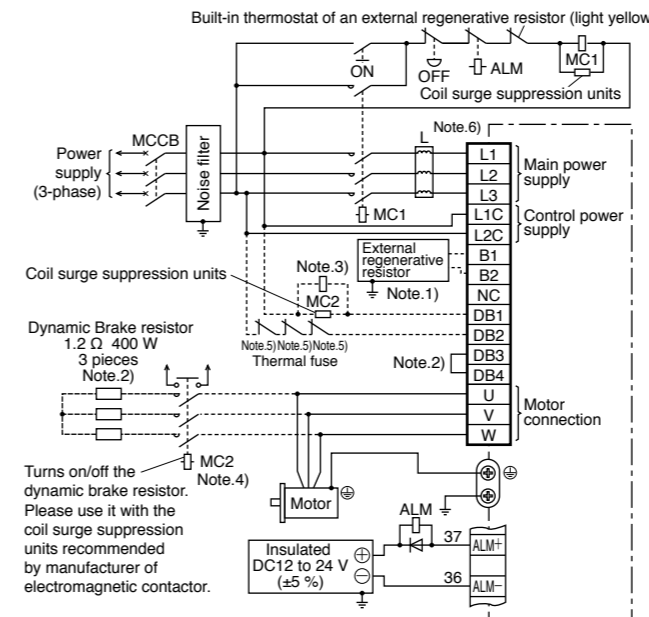 Built-in thermostat of an external regenerative resistor (light yellow
ON
OFF
ALM
MC1
Coil surge suppression units
Note.6)
MCCB
Noise filter
L
Power
supply
(3-phase)
MC1
L1
L2
L3
L1C
L2C
B1
B2
NC
DB1
DB2
DB3
DB4
U
V
W
Main power
supply
Control power
supply
Motor
connection
External
regenerative
resistor
Note.1)
Coil surge suppression units
Note.3)
MC2
Note.5)Note.5)Note.5)
Thermal fuse
Note.2)
Dynamic Brake resistor
1.2 Ω 400 W
3 pieces
Note.2)
MC2
Note.4)
Turns on/off the
dynamic brake resistor.
Please use it with the
coil surge suppression
units recommended
by manufacturer of
electromagnetic contactor.
Motor
ALM
Insulated
DC12 to 24 V
(±5 %)
37
ALM+
36
ALM−